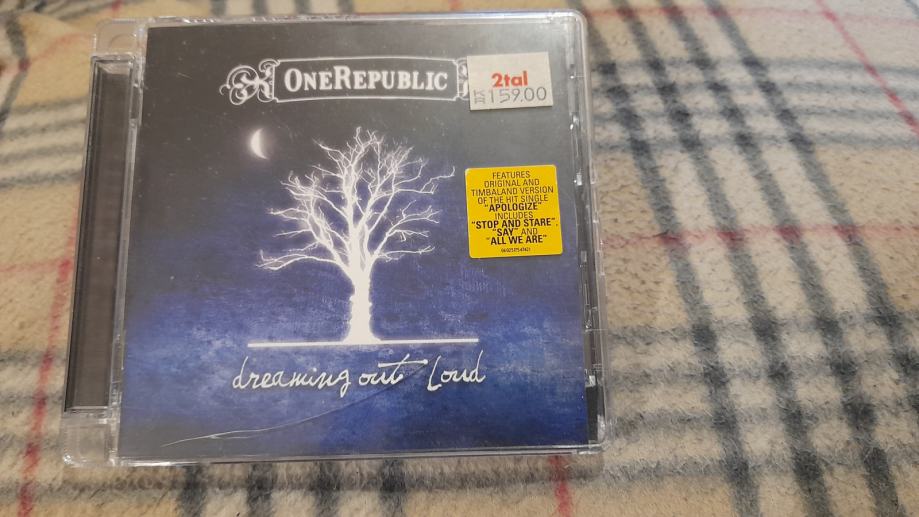 ONEREPUBLIC
2tal
159.00
FEATURES
ORIGINAL AND
TIMBALAND VERSION
OF THE HIT SINGLE
"APOLOGIZE"
INCLUDES
"STOP AND STARE",
"SAY" AND
"ALL WE ARE"
dreaming out loud